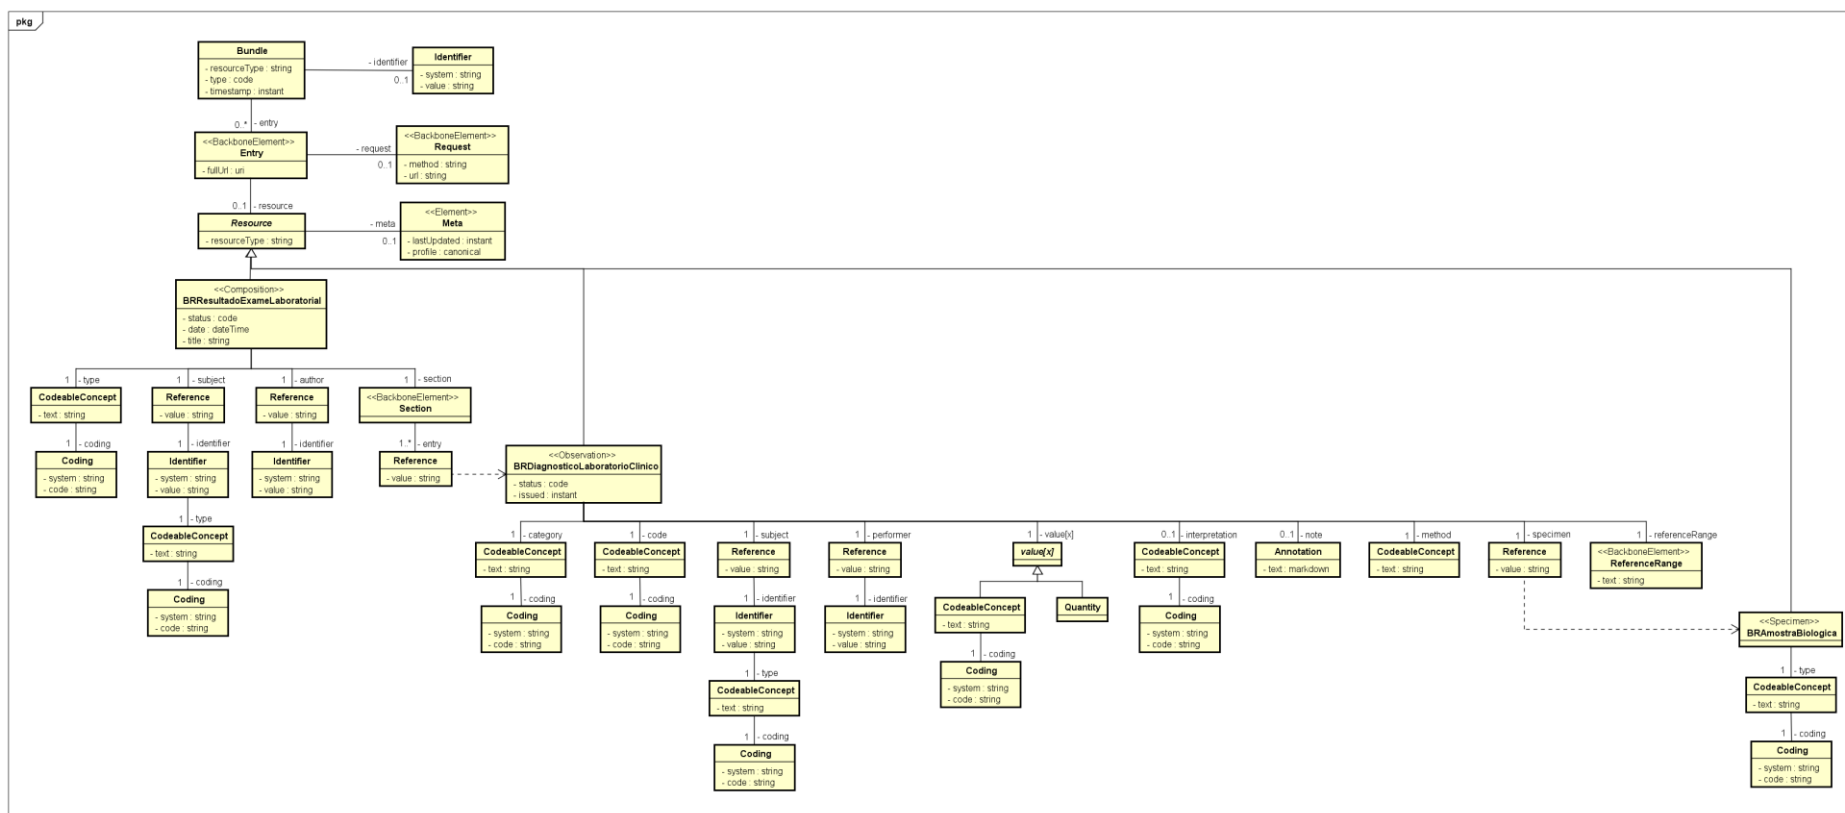 pkg
Bundle
- resourceType : string
- type : code
- timestamp : instant
- identifier
0..1
Identifier
- system : string
- value : string
0..* - entry
<<BackboneElement>>
Entry
- fullUrl : uri
- request
0..1
<<BackboneElement>>
Request
- method : string
- url : string
0..1 - resource
Resource
- resourceType : string
- meta
0..1
<<Element>>
Meta
- lastUpdated : instant
- profile : canonical
<<Composition>>
BRResultadoExameLaboratorial
- status : code
- date : dateTime
- title : string
1 - type
CodeableConcept
- text : string
1 - coding
Coding
- system : string
- code : string
1 - subject
Reference
- value : string
1 - identifier
Identifier
- system : string
- value : string
1 - type
CodeableConcept
- text : string
1 - coding
Coding
- system : string
- code : string
1 - author
Reference
- value : string
1 - identifier
Identifier
- system : string
- value : string
1 - section
<<BackboneElement>>
Section
1..* - entry
Reference
- value : string
<<Observation>>
BRDiagnosticoLaboratorioClinico
- status : code
- issued : instant
1 - category
CodeableConcept
- text : string
1 - coding
Coding
- system : string
- code : string
1 - code
CodeableConcept
- text : string
1 - coding
Coding
- system : string
- code : string
1 - subject
Reference
- value : string
1 - identifier
Identifier
- system : string
- value : string
1 - type
CodeableConcept
- text : string
1 - coding
Coding
- system : string
- code : string
1 - performer
Reference
- value : string
1 - identifier
Identifier
- system : string
- value : string
1 - value[x]
value[x]
CodeableConcept
- text : string
1 - coding
Coding
- system : string
- code : string
Quantity
0..1 - interpretation
CodeableConcept
- text : string
1 - coding
Coding
- system : string
- code : string
0..1 - note
Annotation
- text : markdown
1 - method
CodeableConcept
- text : string
1 - specimen
Reference
- value : string
1 - referenceRange
<<BackboneElement>>
ReferenceRange
- text : string
<<Specimen>>
BRAmostraBiologica
1 - type
CodeableConcept
- text : string
1 - coding
Coding
- system : string
- code : string